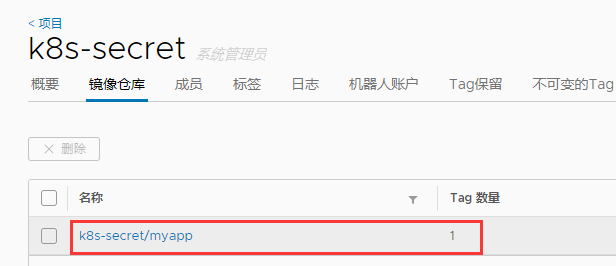 < 项目
k8s-secret 系统管理员
概要 镜像仓库 成员 标签 日志 机器人账户 Tag保留 不可变的Tag
× 删除
名称 Tag 数量
k8s-secret/myapp 1